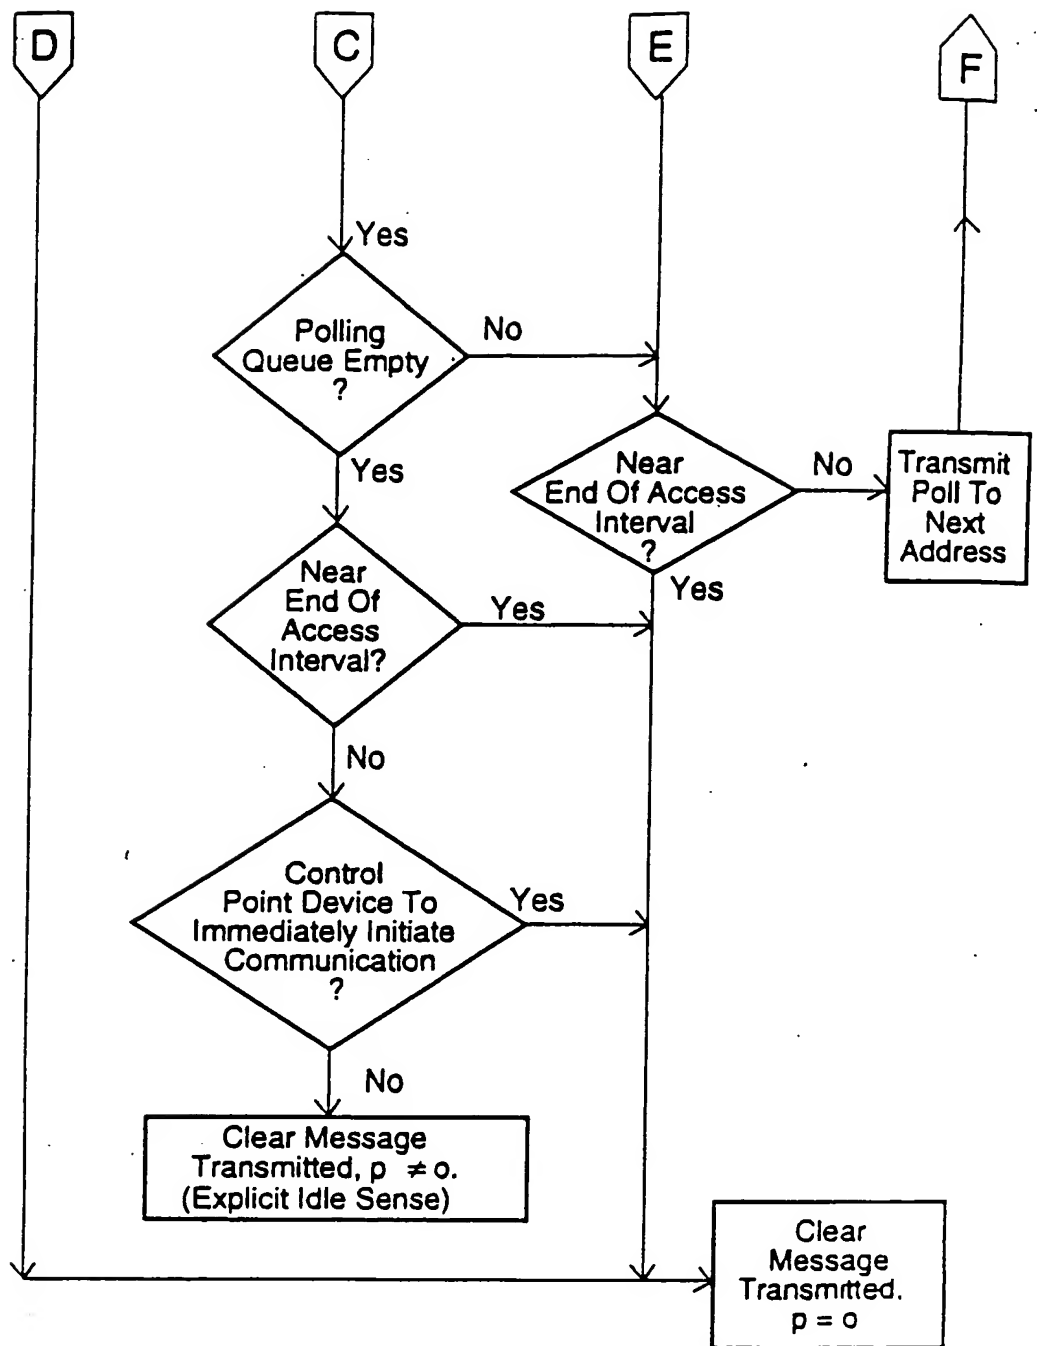 D
C
E
F
Yes
Polling
Queue Empty
?
No
Yes
Near
End Of Access
Interval
?
No
Yes
Transmit
Poll To
Next
Address
Near
End Of
Access
Interval?
Yes
No
Control
Point Device To
Immediately Initiate
Communication
?
Yes
No
Clear Message
Transmitted, p ≠ o.
(Explicit Idle Sense)
Clear
Message
Transmitted.
p = o